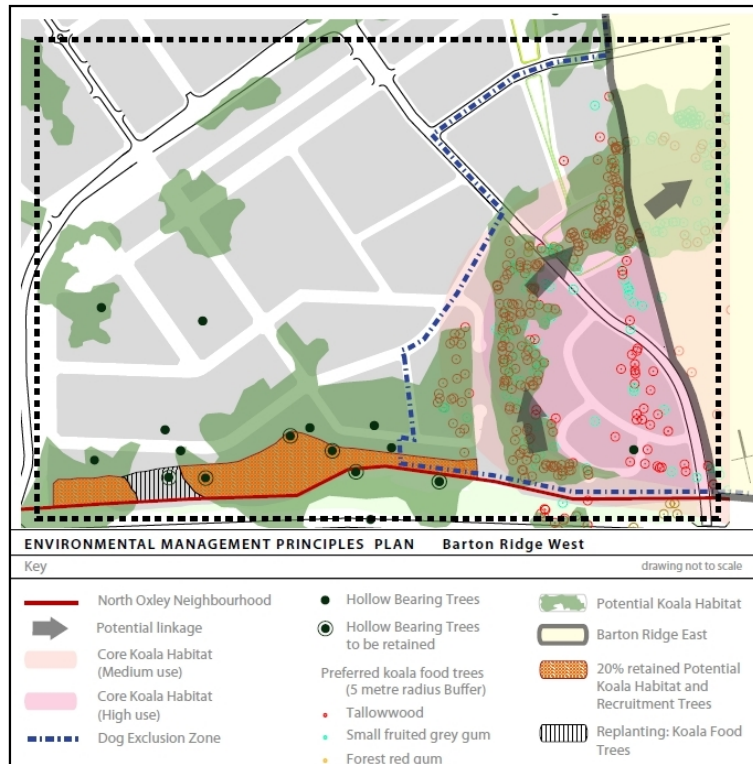 ENVIRONMENTAL MANAGEMENT PRINCIPLES PLAN Barton Ridge West
Key drawing not to scale
North Oxley Neighbourhood
Potential linkage
Core Koala Habitat
(Medium use)
Core Koala Habitat
(High use)
Dog Exclusion Zone
Hollow Bearing Trees
Hollow Bearing Trees
to be retained
Preferred koala food trees
(5 metre radius Buffer)
Tallowwood
Small fruited grey gum
Forest red gum
Potential Koala Habitat
Barton Ridge East
20% retained Potential
Koala Habitat and
Recruitment Trees
Replanting: Koala Food
Trees